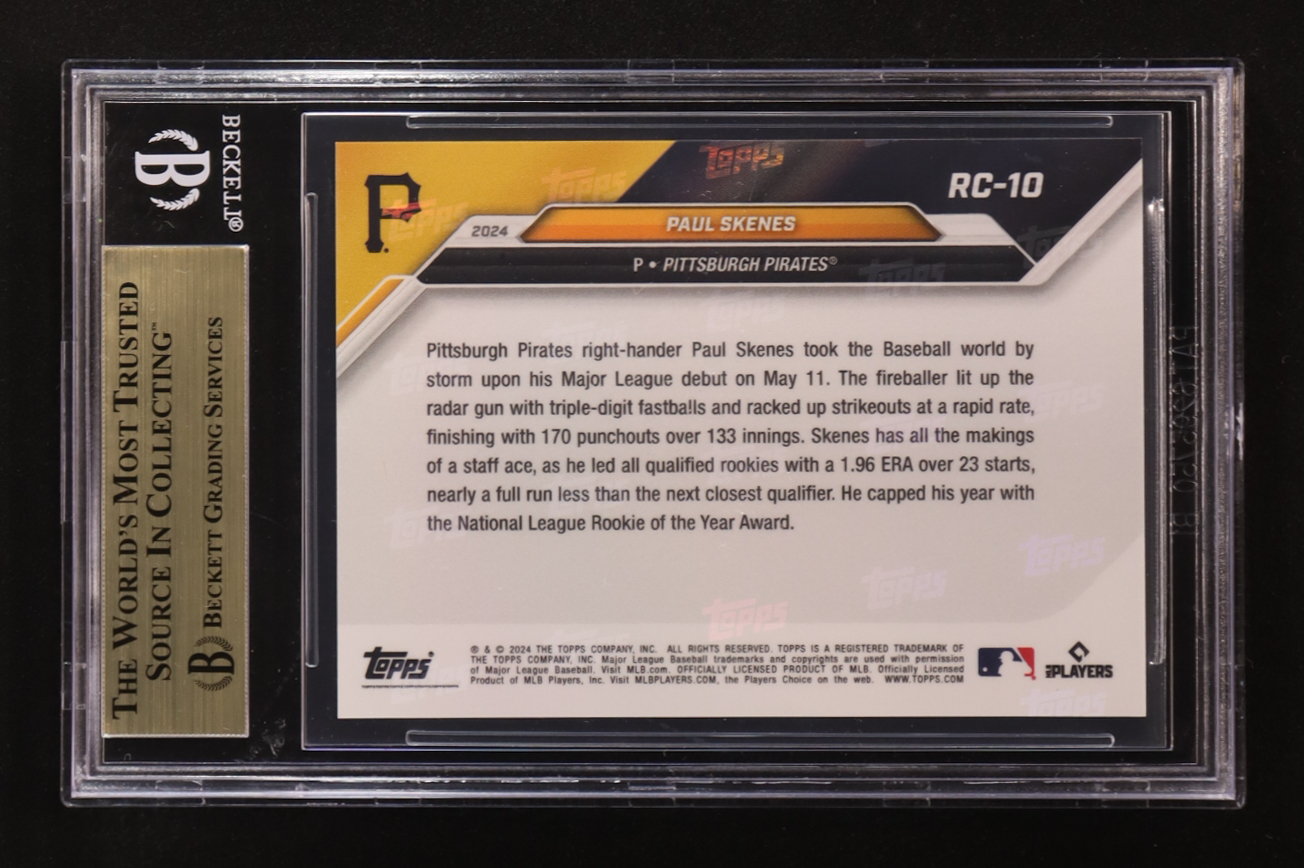 BECKETT®
THE WORLD'S MOST TRUSTED
SOURCE IN COLLECTING™
B BECKETT GRADING SERVICES
P.
RC-10
2024
PAUL SKENES
P • PITTSBURGH PIRATES®
Pittsburgh Pirates right-hander Paul Skenes took the Baseball world by
storm upon his Major League debut on May 11. The fireballer lit up the
radar gun with triple-digit fastballs and racked up strikeouts at a rapid rate,
finishing with 170 punchouts over 133 innings. Skenes has all the makings
of a staff ace, as he led all qualified rookies with a 1.96 ERA over 23 starts,
nearly a full run less than the next closest qualifier. He capped his year with
the National League Rookie of the Year Award.
Topps
® & © 2024 THE TOPPS COMPANY, INC. ALL RIGHTS RESERVED. TOPPS IS A REGISTERED TRADEMARK OF
THE TOPPS COMPANY, INC. Major League Baseball trademarks and copyrights are used with permission
of Major League Baseball. Visit MLB.com. OFFICIALLY LICENSED PRODUCT OF MLB. Officially Licensed
Product of MLB Players, Inc. Visit MLBPLAYERS.COM, the Players Choice on the web. WWW.TOPPS.COM
PLAYERS